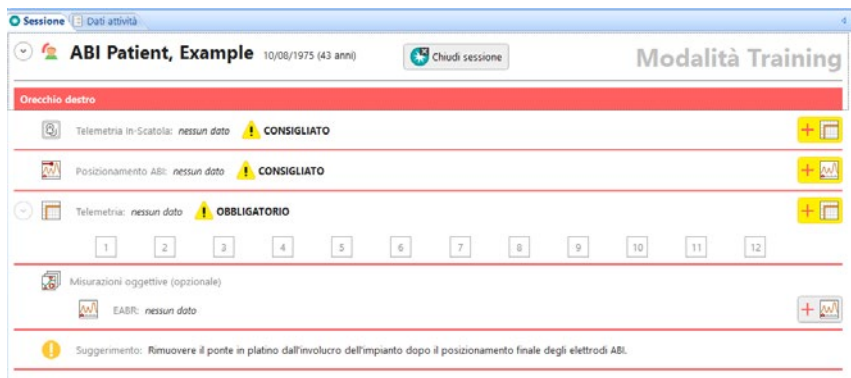 Sessione Dati attività
ABI Patient, Example 10/08/1975 (43 anni) Chiudi sessione Modalità Training
Orecchio destro
Telemetria In-Scatola: nessun dato CONSIGLIATO
Posizionamento ABI: nessun dato CONSIGLIATO
Telemetria: nessun dato OBBLIGATORIO
1 2 3 4 5 6 7 8 9 10 11 12
Misurazioni oggettive (opzionale)
EABR: nessun dato
Suggerimento: Rimuovere il ponte in platino dall'involucro dell'impianto dopo il posizionamento finale degli elettrodi ABI.